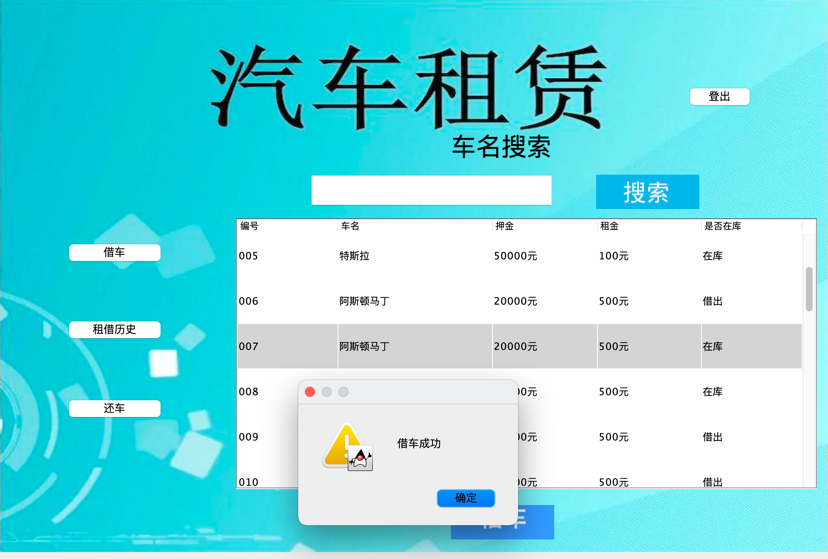 汽车租赁
登出
车名搜索
搜索
编号 车名 押金 租金 是否在库
借车
005 特斯拉 50000元 100元 在库
006 阿斯顿马丁 20000元 500元 借出
租借历史
007 阿斯顿马丁 20000元 500元 在库
008 00元 500元 在库
还车
009 00元 500元 借出
借车成功
010 00元 500元 借出
确定
借车